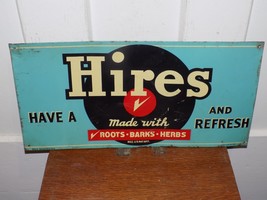 Hires
HAVE A
AND
Made with
REFRESH
ROOTS · BARKS · HERBS